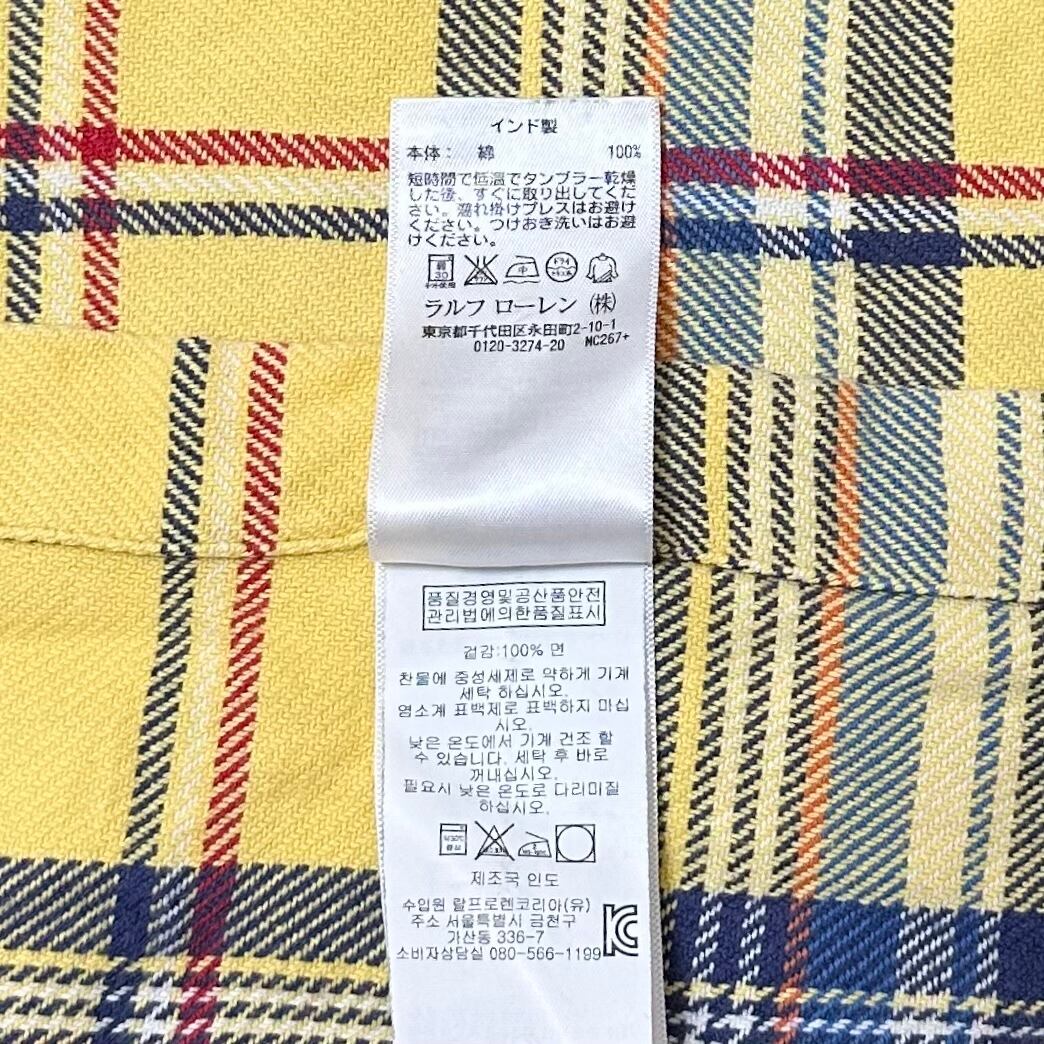 インド製
本体： 綿 100%
短時間で低温でタンブラー乾燥
した後、すぐに取り出してくだ
さい。濡れ掛けプレスはお避け
ください。つけおき洗いはお避
けください。
中 ドライ
ラルフ ローレン (株)
東京都千代田区永田町2-10-1
0120-3274-20 MC267+
품질경영및공산품안전
관리법에의한품질표시
겉감:100% 면
찬물에 중성세제로 약하게 기계
세탁 하십시오.
염소계 표백제로 표백하지 마십
시오.
낮은 온도에서 기계 건조 할
수 있습니다. 세탁 후 바로
꺼내십시오.
필요시 낮은 온도로 다리미질
하십시오.
제조국 인도
수입원 랄프로렌코리아(유)
주소 서울특별시 금천구
가산동 336-7
소비자상담실 080-566-1199